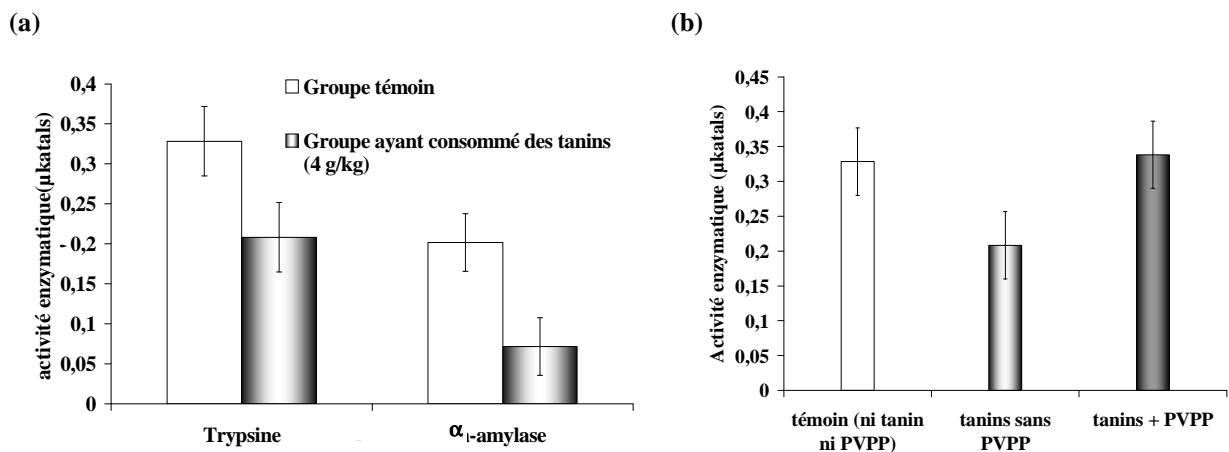 (a)
activité enzymatique(µkatals)
0,4
0,35
0,3
0,25
- 0,2
0,15
0,1
0,05
0
Groupe témoin
Groupe ayant consommé des tanins
(4 g/kg)
Trypsine
α-amylase
(b)
Activité enzymatique (µkatals)
0,45
0,4
0,35
0,3
0,25
0,2
0,15
0,1
0,05
0
témoin (ni tanin
ni PVPP)
tanins sans
PVPP
tanins + PVPP